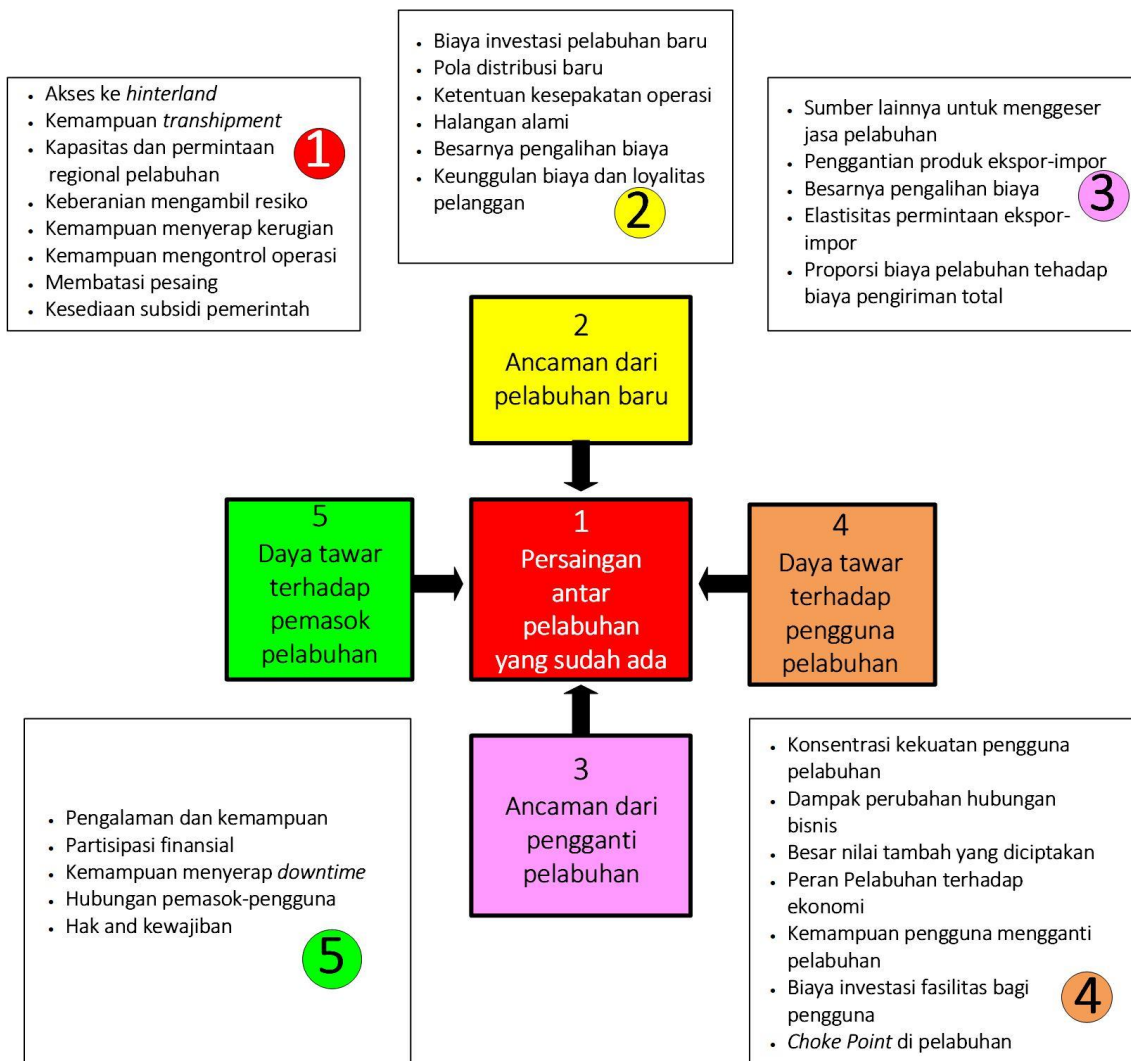 • Akses ke hinterland
• Kemampuan transhipment
• Kapasitas dan permintaan
regional pelabuhan
• Keberanian mengambil resiko
• Kemampuan menyerap kerugian
• Kemampuan mengontrol operasi
• Membatasi pesaing
• Kesediaan subsidi pemerintah
1
• Biaya investasi pelabuhan baru
• Pola distribusi baru
• Ketentuan kesepakatan operasi
• Halangan alami
• Besarnya pengalihan biaya
• Keunggulan biaya dan loyalitas
pelanggan
2
• Sumber lainnya untuk menggeser
jasa pelabuhan
• Penggantian produk ekspor-impor
• Besarnya pengalihan biaya
• Elastisitas permintaan ekspor-
impor
• Proporsi biaya pelabuhan tehadap
biaya pengiriman total
3
2
Ancaman dari
pelabuhan baru
5
Daya tawar
terhadap
pemasok
pelabuhan
1
Persaingan
antar
pelabuhan
yang sudah ada
4
Daya tawar
terhadap
pengguna
pelabuhan
3
Ancaman dari
pengganti
pelabuhan
• Pengalaman dan kemampuan
• Partisipasi finansial
• Kemampuan menyerap downtime
• Hubungan pemasok-pengguna
• Hak and kewajiban
5
• Konsentrasi kekuatan pengguna
pelabuhan
• Dampak perubahan hubungan
bisnis
• Besar nilai tambah yang diciptakan
• Peran Pelabuhan terhadap
ekonomi
• Kemampuan pengguna mengganti
pelabuhan
• Biaya investasi fasilitas bagi
pengguna
• Choke Point di pelabuhan
4